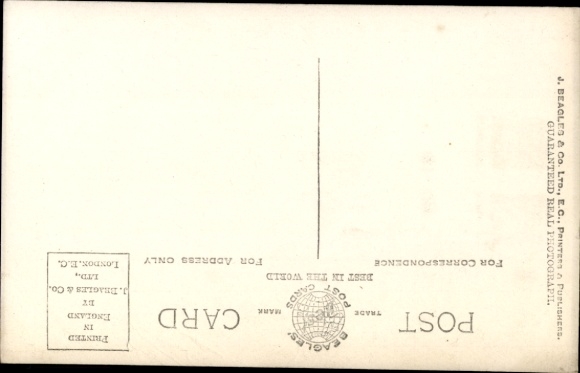 POST CARD
TRADE MARK
BEAGLES' POST CARDS
BEST IN THE WORLD
FOR CORRESPONDENCE
FOR ADDRESS ONLY
PRINTED
IN
ENGLAND
BY
J. BEAGLES & CO.
LTD.,
LONDON. E.C.
J. BEAGLES & CO. LTD., E.C., PRINTERS & PUBLISHERS.
GUARANTEED REAL PHOTOGRAPH.